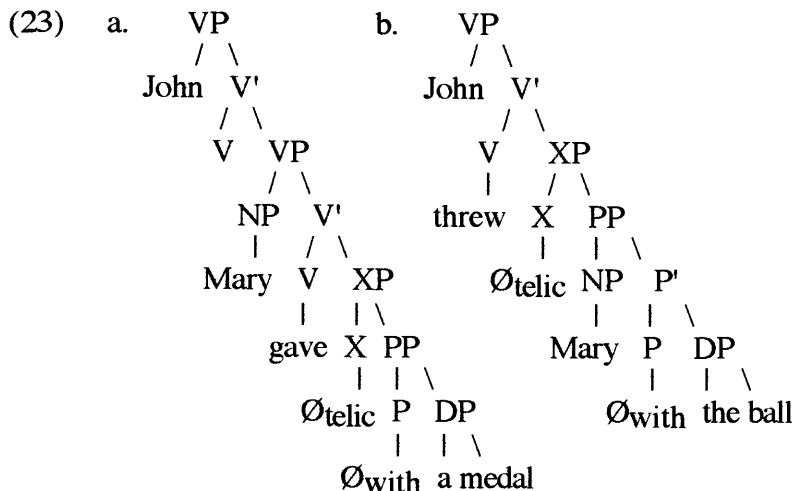 (23) a. VP b. VP
John V' John V'
V VP V XP
NP V' threw X PP
Mary V XP Øtelic NP P'
gave X PP Mary P DP
Øtelic P DP Øwith the ball
Øwith a medal